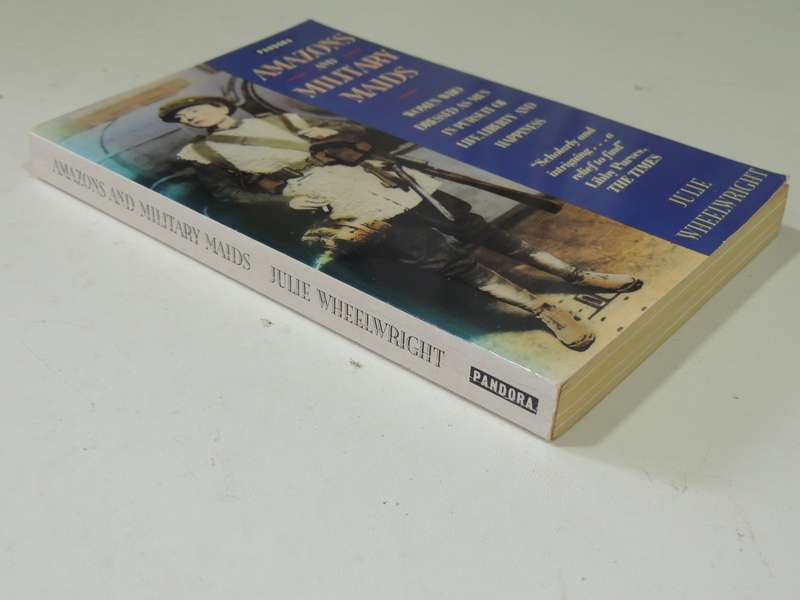 PANDORA
AMAZONS
AND
MILITARY
MAIDS
WOMEN WHO
DRESSED AS MEN
IN PURSUIT OF
LIFE, LIBERTY AND
HAPPINESS
"Scholarly and
intriguing. . . . a
relief to find"
Libby Purves,
THE TIMES
JULIE
WHEELWRIGHT
AMAZONS AND MILITARY MAIDS JULIE WHEELWRIGHT PANDORA